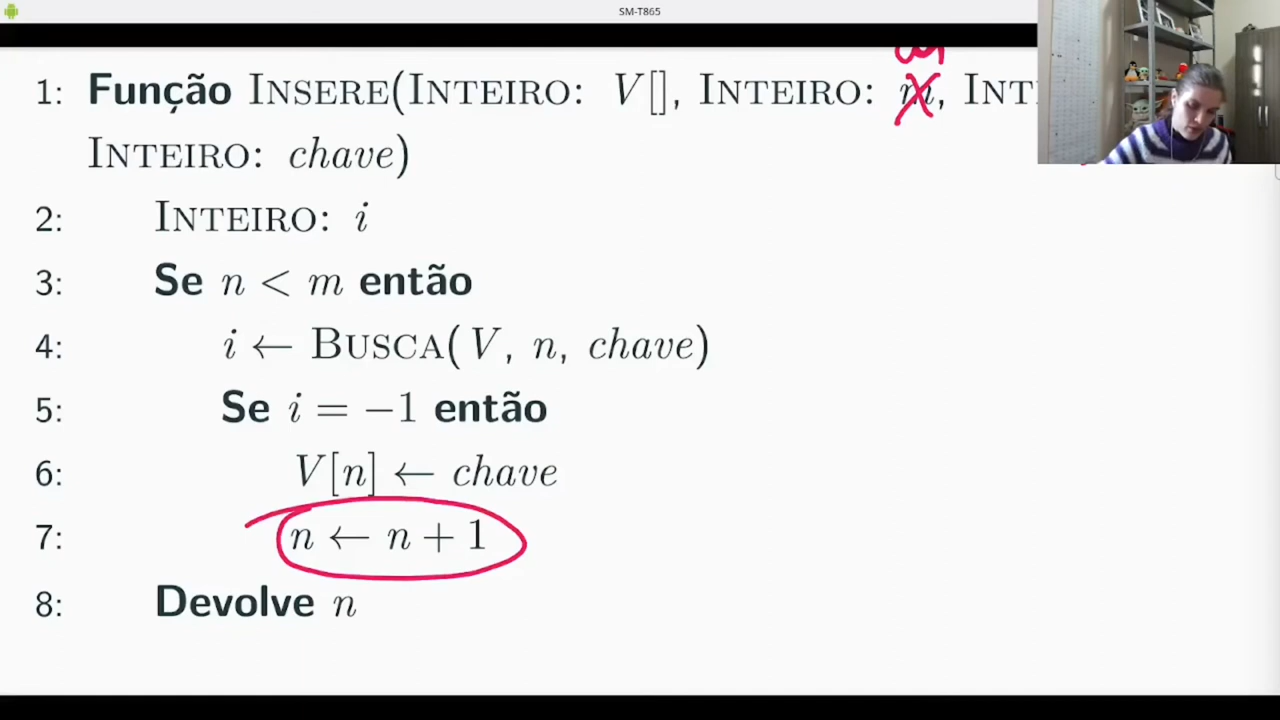 SM-T865
1: Função INSERE(INTEIRO: V[], INTEIRO: m, INT
INTEIRO: chave)
2: INTEIRO: i
3: Se n < m então
4: i ← BUSCA(V, n, chave)
5: Se i = −1 então
6: V[n] ← chave
7: n ← n + 1
8: Devolve n